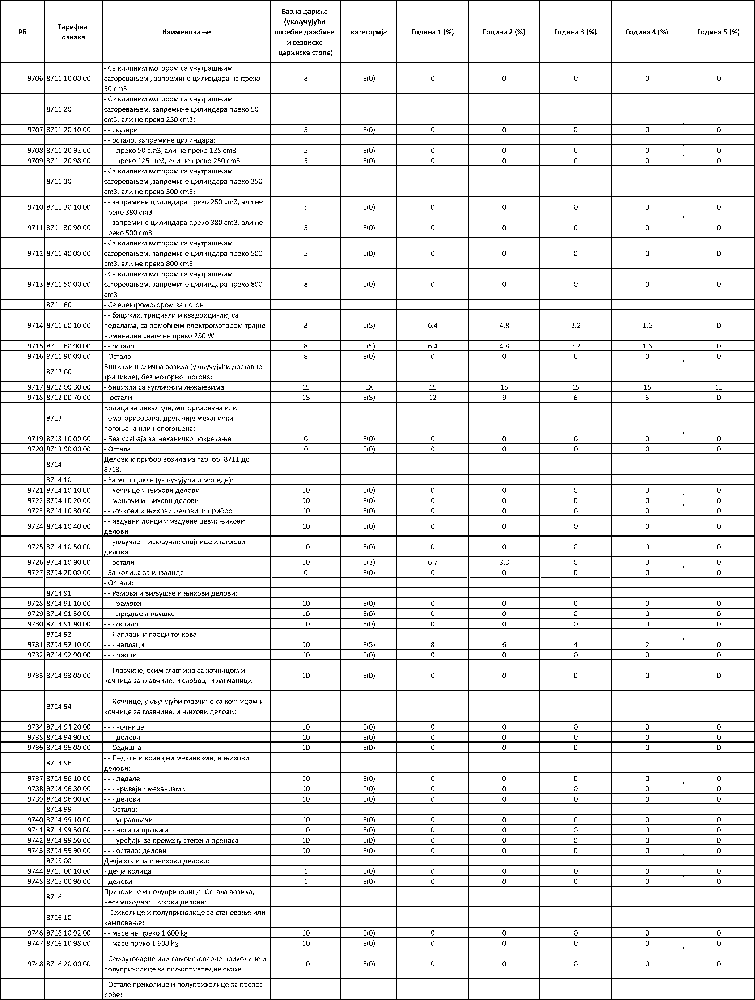 РБ
Тарифна
ознака
Наименовање
Базна царина
(укључујући
посебне дажбине
и сезонске
царинске стопе)
категорија
Година 1 (%)
Година 2 (%)
Година 3 (%)
Година 4 (%)
Година 5 (%)
9706 8711 10 00 00 - Са клипним мотором са унутрашњим
сагоревањем , запремине цилиндара не преко
50 cm3 8 E(0) 0 0 0 0 0
8711 20 - Са клипним мотором са унутрашњим
сагоревањем, запремине цилиндара преко 50
cm3, али не преко 250 cm3:
9707 8711 20 10 00 - - скутери 5 E(0) 0 0 0 0 0
- - остало, запремине цилиндара:
9708 8711 20 92 00 - - - преко 50 cm3, али не преко 125 cm3 5 E(0) 0 0 0 0 0
9709 8711 20 98 00 - - - преко 125 cm3, али не преко 250 cm3 5 E(0) 0 0 0 0 0
8711 30 - Са клипним мотором са унутрашњим
сагоревањем ,запремине цилиндара преко 250
cm3, али не преко 500 cm3:
9710 8711 30 10 00 - - запремине цилиндара преко 250 cm3, али не
преко 380 cm3 5 E(0) 0 0 0 0 0
9711 8711 30 90 00 - - запремине цилиндара преко 380 cm3, али не
преко 500 cm3 5 E(0) 0 0 0 0 0
9712 8711 40 00 00 - Са клипним мотором са унутрашњим
сагоревањем, запремине цилиндара преко 500
cm3, али не преко 800 cm3 5 E(0) 0 0 0 0 0
9713 8711 50 00 00 - Са клипним мотором са унутрашњим
сагоревањем, запремине цилиндара преко 800
cm3 8 E(0) 0 0 0 0 0
8711 60 - Са електромотором за погон:
9714 8711 60 10 00 - - бицикли, трицикли и квадрицикли, са
педалама, са помоћним електромотором трајне
номиналне снаге не преко 250 W 8 E(5) 6.4 4.8 3.2 1.6 0
9715 8711 60 90 00 - - остало 8 E(5) 6.4 4.8 3.2 1.6 0
9716 8711 90 00 00 - Остало 8 E(0) 0 0 0 0 0
8712 00 Бицикли и слична возила (укључујући доставне
трицикле), без моторног погона:
9717 8712 00 30 00 - бицикли са кугличним лежајевима 15 EX 15 15 15 15 15
9718 8712 00 70 00 - остали 15 E(5) 12 9 6 3 0
8713 Колица за инвалиде, моторизована или
немоторизована, другачије механички
погоњена или непогоњена:
9719 8713 10 00 00 - Без уређаја за механичко покретање 0 E(0) 0 0 0 0 0
9720 8713 90 00 00 - Остала 0 E(0) 0 0 0 0 0
8714 Делови и прибор возила из тар. бр. 8711 до
8713:
8714 10 - За мотоцикле (укључујући и мопеде):
9721 8714 10 10 00 - - кочнице и њихови делови 10 E(0) 0 0 0 0 0
9722 8714 10 20 00 - - мењачи и њихови делови 10 E(0) 0 0 0 0 0
9723 8714 10 30 00 - - точкови и њихови делови и прибор 10 E(0) 0 0 0 0 0
9724 8714 10 40 00 - - издувни лонци и издувне цеви; њихови
делови 10 E(0) 0 0 0 0 0
9725 8714 10 50 00 - - укључно – искључне спојнице и њихови
делови 10 E(0) 0 0 0 0 0
9726 8714 10 90 00 - - остали 10 E(3) 6.7 3.3 0 0 0
9727 8714 20 00 00 - За колица за инвалиде 0 E(0) 0 0 0 0 0
- Остали:
8714 91 - - Рамови и виљушке и њихови делови:
9728 8714 91 10 00 - - - рамови 10 E(0) 0 0 0 0 0
9729 8714 91 30 00 - - - предње виљушке 10 E(0) 0 0 0 0 0
9730 8714 91 90 00 - - - остало 10 E(0) 0 0 0 0 0
8714 92 - - Наплаци и паоци точкова:
9731 8714 92 10 00 - - - наплаци 10 E(5) 8 6 4 2 0
9732 8714 92 90 00 - - - паоци 10 E(0) 0 0 0 0 0
9733 8714 93 00 00 - - Главчине, осим главчина са кочницом и
кочница за главчине, и слободни ланчаници 10 E(0) 0 0 0 0 0
8714 94 - - Кочнице, укључујући главчине са кочницом и
кочнице за главчине, и њихови делови:
9734 8714 94 20 00 - - - кочнице 10 E(0) 0 0 0 0 0
9735 8714 94 90 00 - - - делови 10 E(0) 0 0 0 0 0
9736 8714 95 00 00 - - Седишта 10 E(0) 0 0 0 0 0
8714 96 - - Педале и кривајни механизми, и њихови
делови:
9737 8714 96 10 00 - - - педале 10 E(0) 0 0 0 0 0
9738 8714 96 30 00 - - - кривајни механизми 10 E(0) 0 0 0 0 0
9739 8714 96 90 00 - - - делови 10 E(0) 0 0 0 0 0
8714 99 - - Остало:
9740 8714 99 10 00 - - - управљачи 10 E(0) 0 0 0 0 0
9741 8714 99 30 00 - - - носачи пртљага 10 E(0) 0 0 0 0 0
9742 8714 99 50 00 - - - уређаји за промену степена преноса 10 E(0) 0 0 0 0 0
9743 8714 99 90 00 - - - остало; делови 10 E(0) 0 0 0 0 0
8715 00 Дечја колица и њихови делови:
9744 8715 00 10 00 - дечја колица 1 E(0) 0 0 0 0 0
9745 8715 00 90 00 - делови 1 E(0) 0 0 0 0 0
8716 Приколице и полуприколице; Остала возила,
несамоходна; Њихови делови:
8716 10 - Приколице и полуприколице за становање или
камповање:
9746 8716 10 92 00 - - масе не преко 1 600 kg 10 E(0) 0 0 0 0 0
9747 8716 10 98 00 - - масе преко 1 600 kg 10 E(0) 0 0 0 0 0
9748 8716 20 00 00 - Самоутоварне или самоистоварне приколице и
полуприколице за пољопривредне сврхе 10 E(0) 0 0 0 0 0
- Остале приколице и полуприколице за превоз
робе: